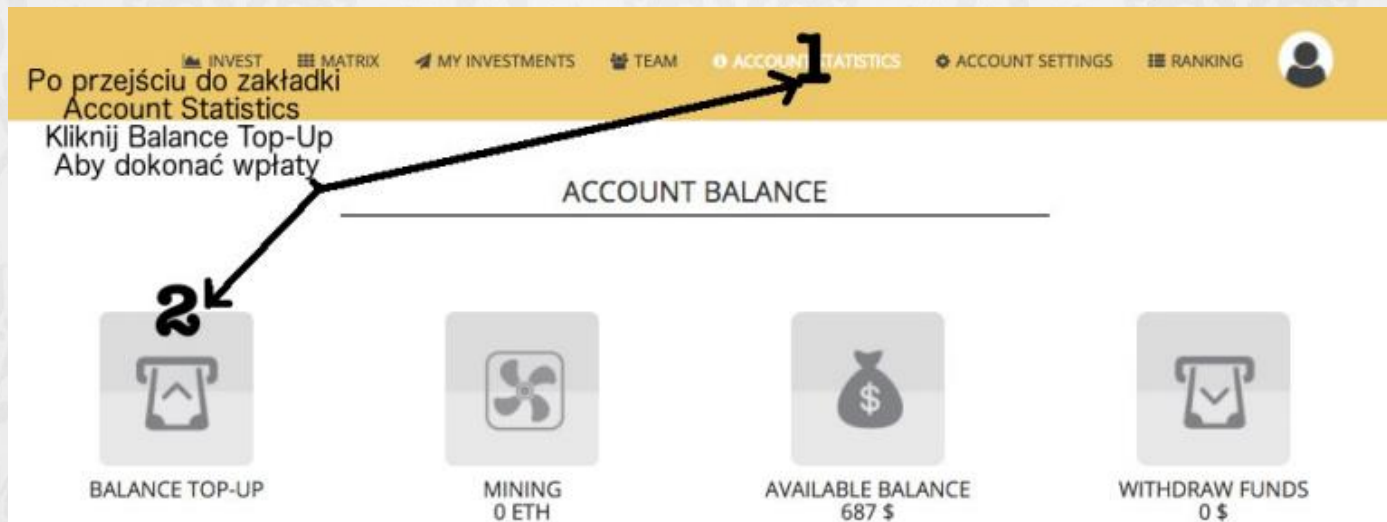 INVEST MATRIX MY INVESTMENTS TEAM ACCOUNT STATISTICS ACCOUNT SETTINGS RANKING
1
Po przejściu do zakładki
Account Statistics
Kliknij Balance Top-Up
Aby dokonać wpłaty
ACCOUNT BALANCE
2
BALANCE TOP-UP
MINING
0 ETH
AVAILABLE BALANCE
687 $
WITHDRAW FUNDS
0 $